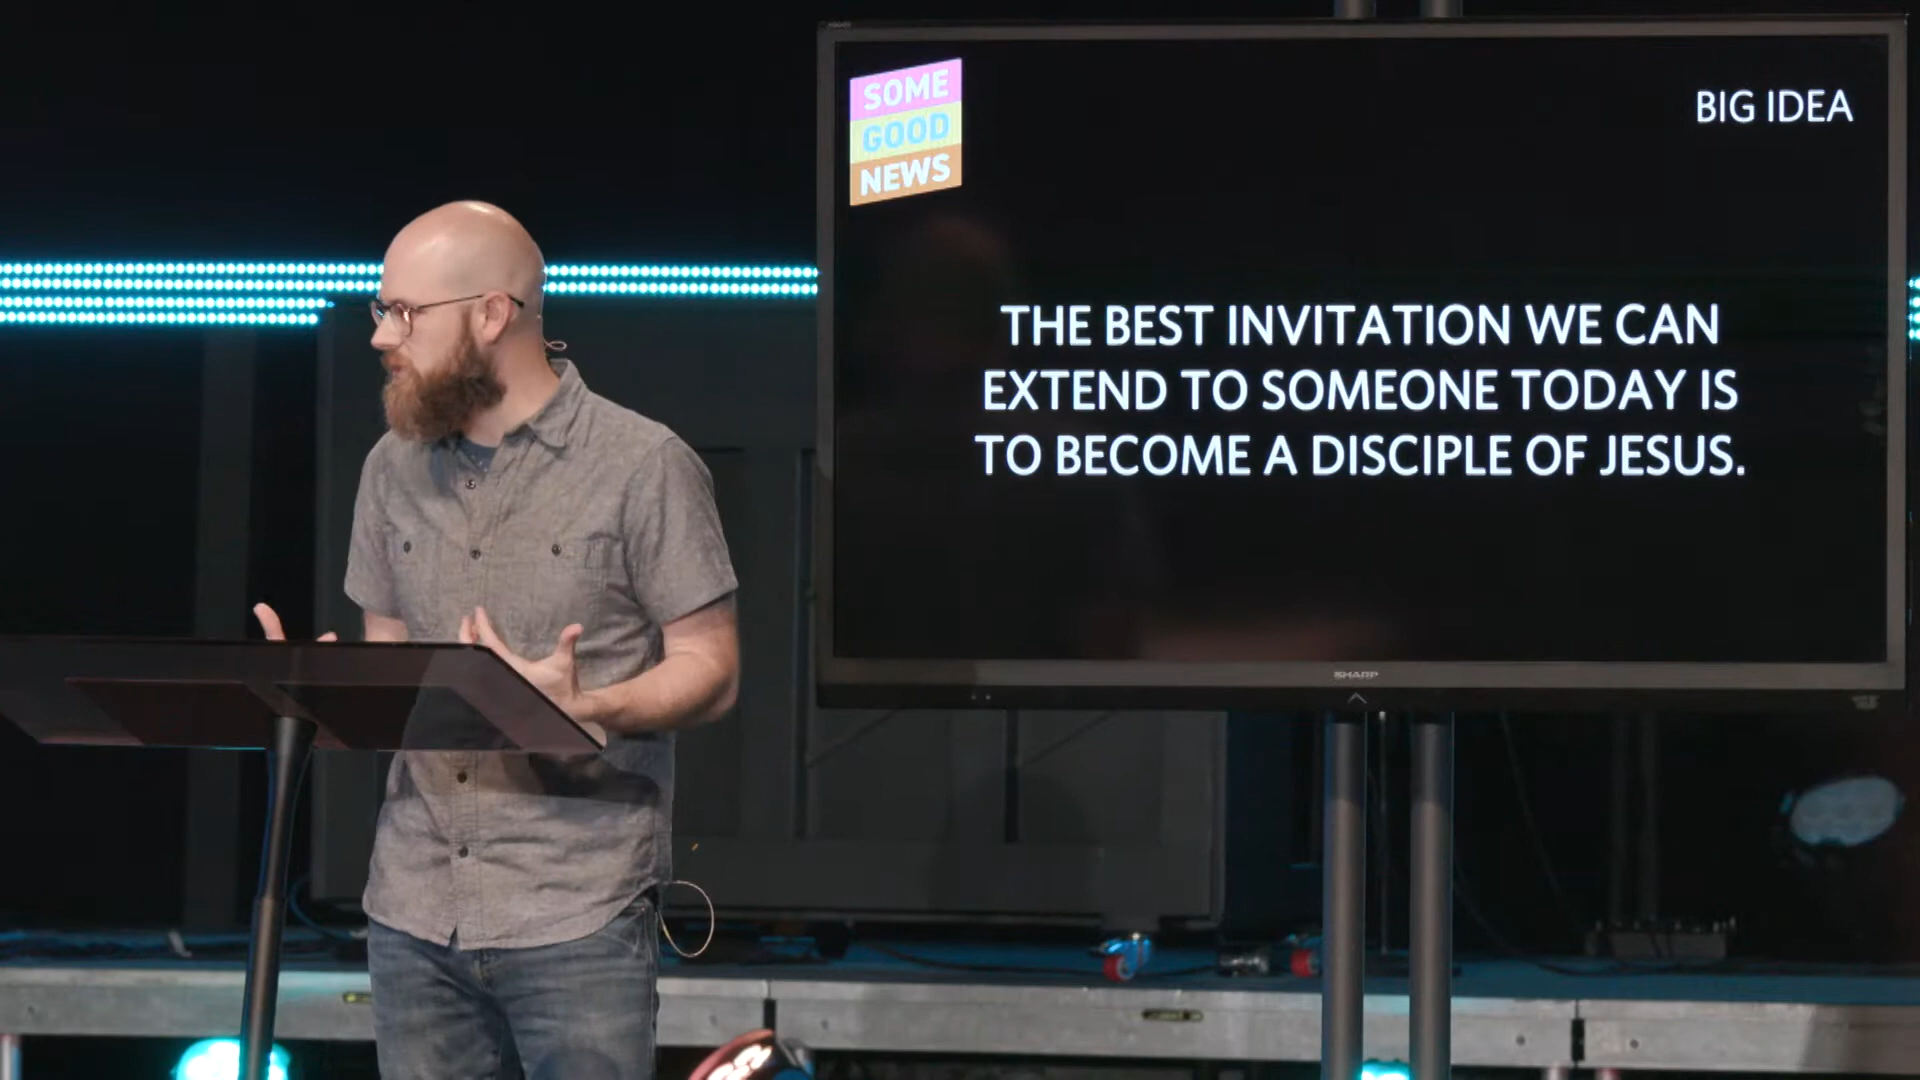 SOME
GOOD
NEWS
BIG IDEA
THE BEST INVITATION WE CAN
EXTEND TO SOMEONE TODAY IS
TO BECOME A DISCIPLE OF JESUS.
SHARP